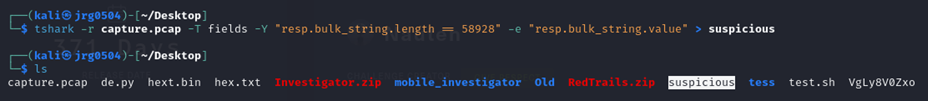 ┌──(kali㉿jrg0504)-[~/Desktop]
└─$ tshark -r capture.pcap -T fields -Y "resp.bulk_string.length == 58928" -e "resp.bulk_string.value" > suspicious
┌──(kali㉿jrg0504)-[~/Desktop]
└─$ ls
capture.pcap de.py hext.bin hex.txt Investigator.zip mobile_investigator Old RedTrails.zip suspicious tess test.sh VgLy8V0Zxo